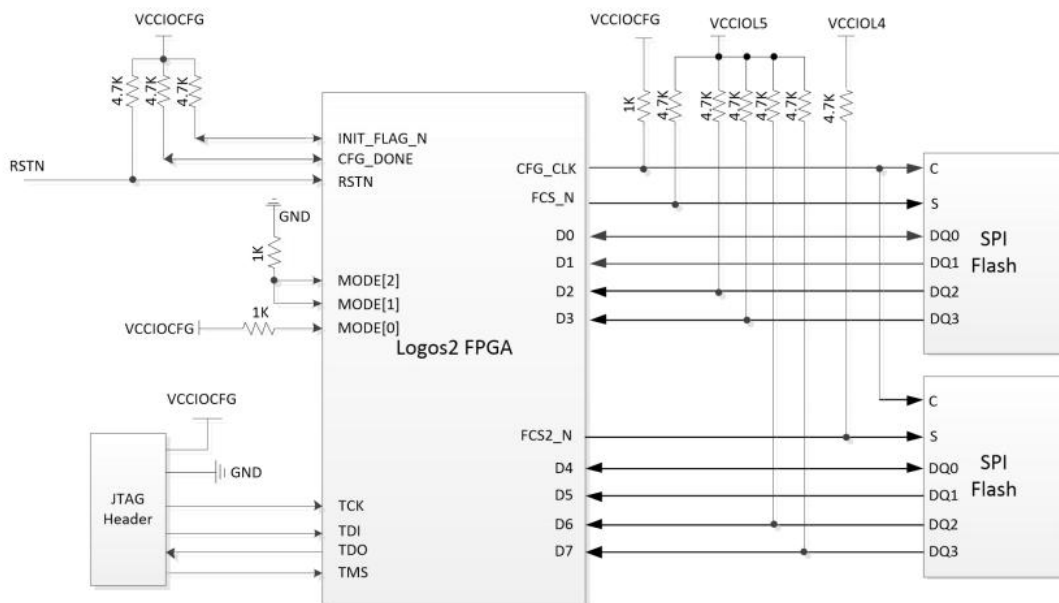 VCCIOCFG
VCCIOCFG
VCCIOL5
VCCIOL4
4.7K
4.7K
4.7K
1K
4.7K
4.7K
4.7K
4.7K
4.7K
4.7K
INIT_FLAG_N
CFG_DONE
RSTN
RSTN
CFG_CLK
C
FCS_N
S
GND
D0
DQ0
SPI
Flash
D1
DQ1
1K
MODE[2]
D2
DQ2
MODE[1]
1K
D3
DQ3
VCCIOCFG
MODE[0]
Logos2 FPGA
VCCIOCFG
C
FCS2_N
S
GND
D4
DQ0
SPI
Flash
D5
DQ1
JTAG
Header
TCK
D6
DQ2
TDI
D7
DQ3
TDO
TMS